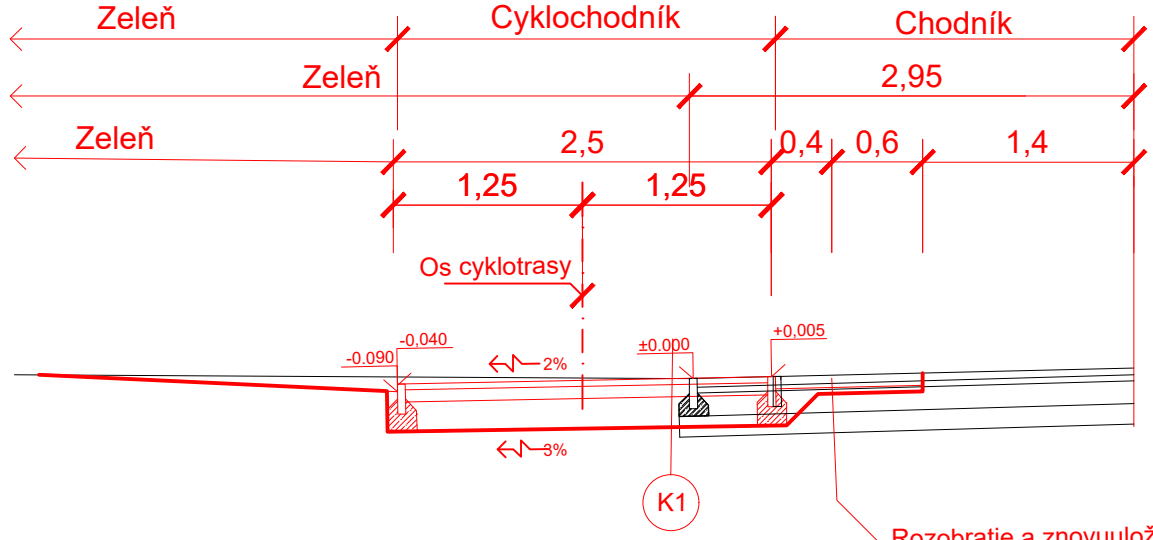 Zeleň Cyklochodník Chodník
Zeleň 2,95
Zeleň 2,5 0,4 0,6 1,4
1,25 1,25
Os cyklotrasy
-0,040 +0,005
-0.090 ±0.000
2%
3%
K1
Rozobratie a